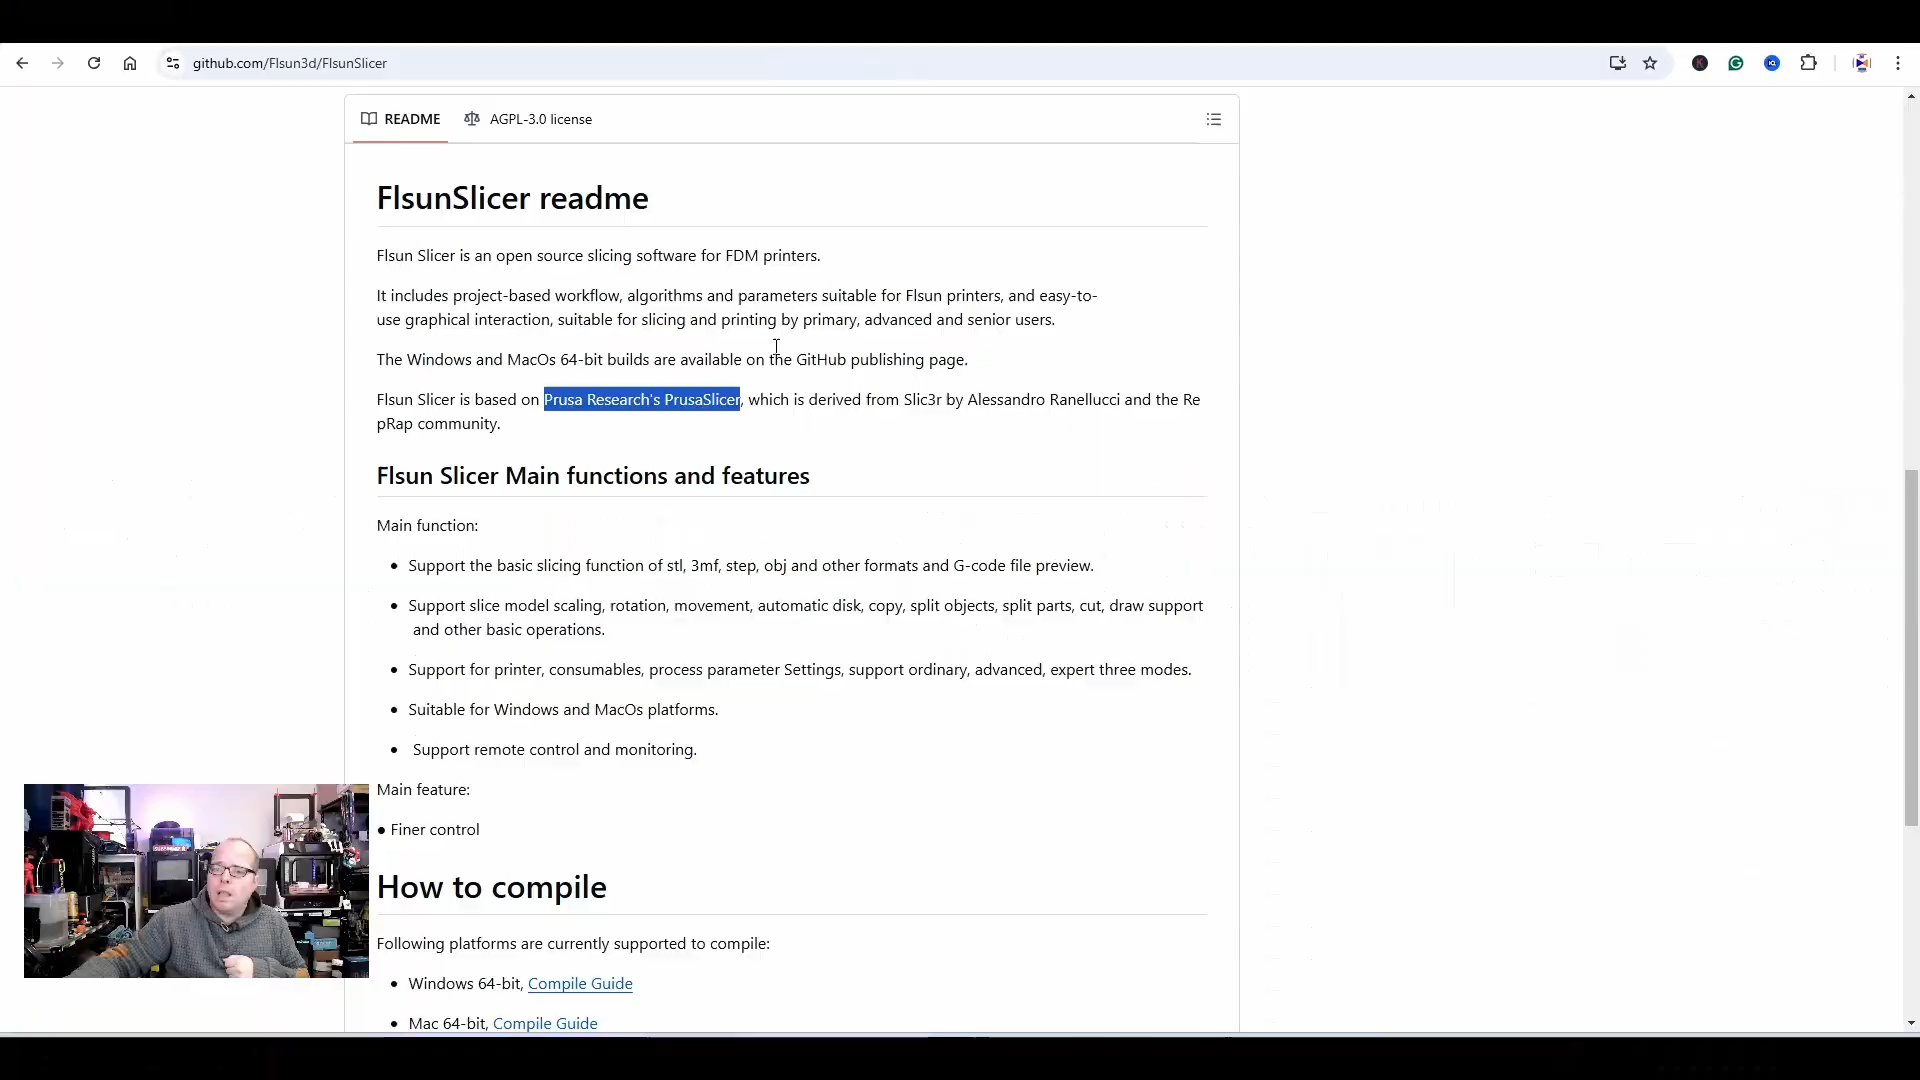 github.com/Flsun3d/FlsunSlicer
README
AGPL-3.0 license
FlsunSlicer readme
Flsun Slicer is an open source slicing software for FDM printers.
It includes project-based workflow, algorithms and parameters suitable for Flsun printers, and easy-to-
use graphical interaction, suitable for slicing and printing by primary, advanced and senior users.
The Windows and MacOs 64-bit builds are available on the GitHub publishing page.
Flsun Slicer is based on Prusa Research's PrusaSlicer, which is derived from Slic3r by Alessandro Ranellucci and the Re
pRap community.
Flsun Slicer Main functions and features
Main function:
• Support the basic slicing function of stl, 3mf, step, obj and other formats and G-code file preview.
• Support slice model scaling, rotation, movement, automatic disk, copy, split objects, split parts, cut, draw support
and other basic operations.
• Support for printer, consumables, process parameter Settings, support ordinary, advanced, expert three modes.
• Suitable for Windows and MacOs platforms.
• Support remote control and monitoring.
Main feature:
● Finer control
How to compile
Following platforms are currently supported to compile:
• Windows 64-bit, Compile Guide
• Mac 64-bit, Compile Guide